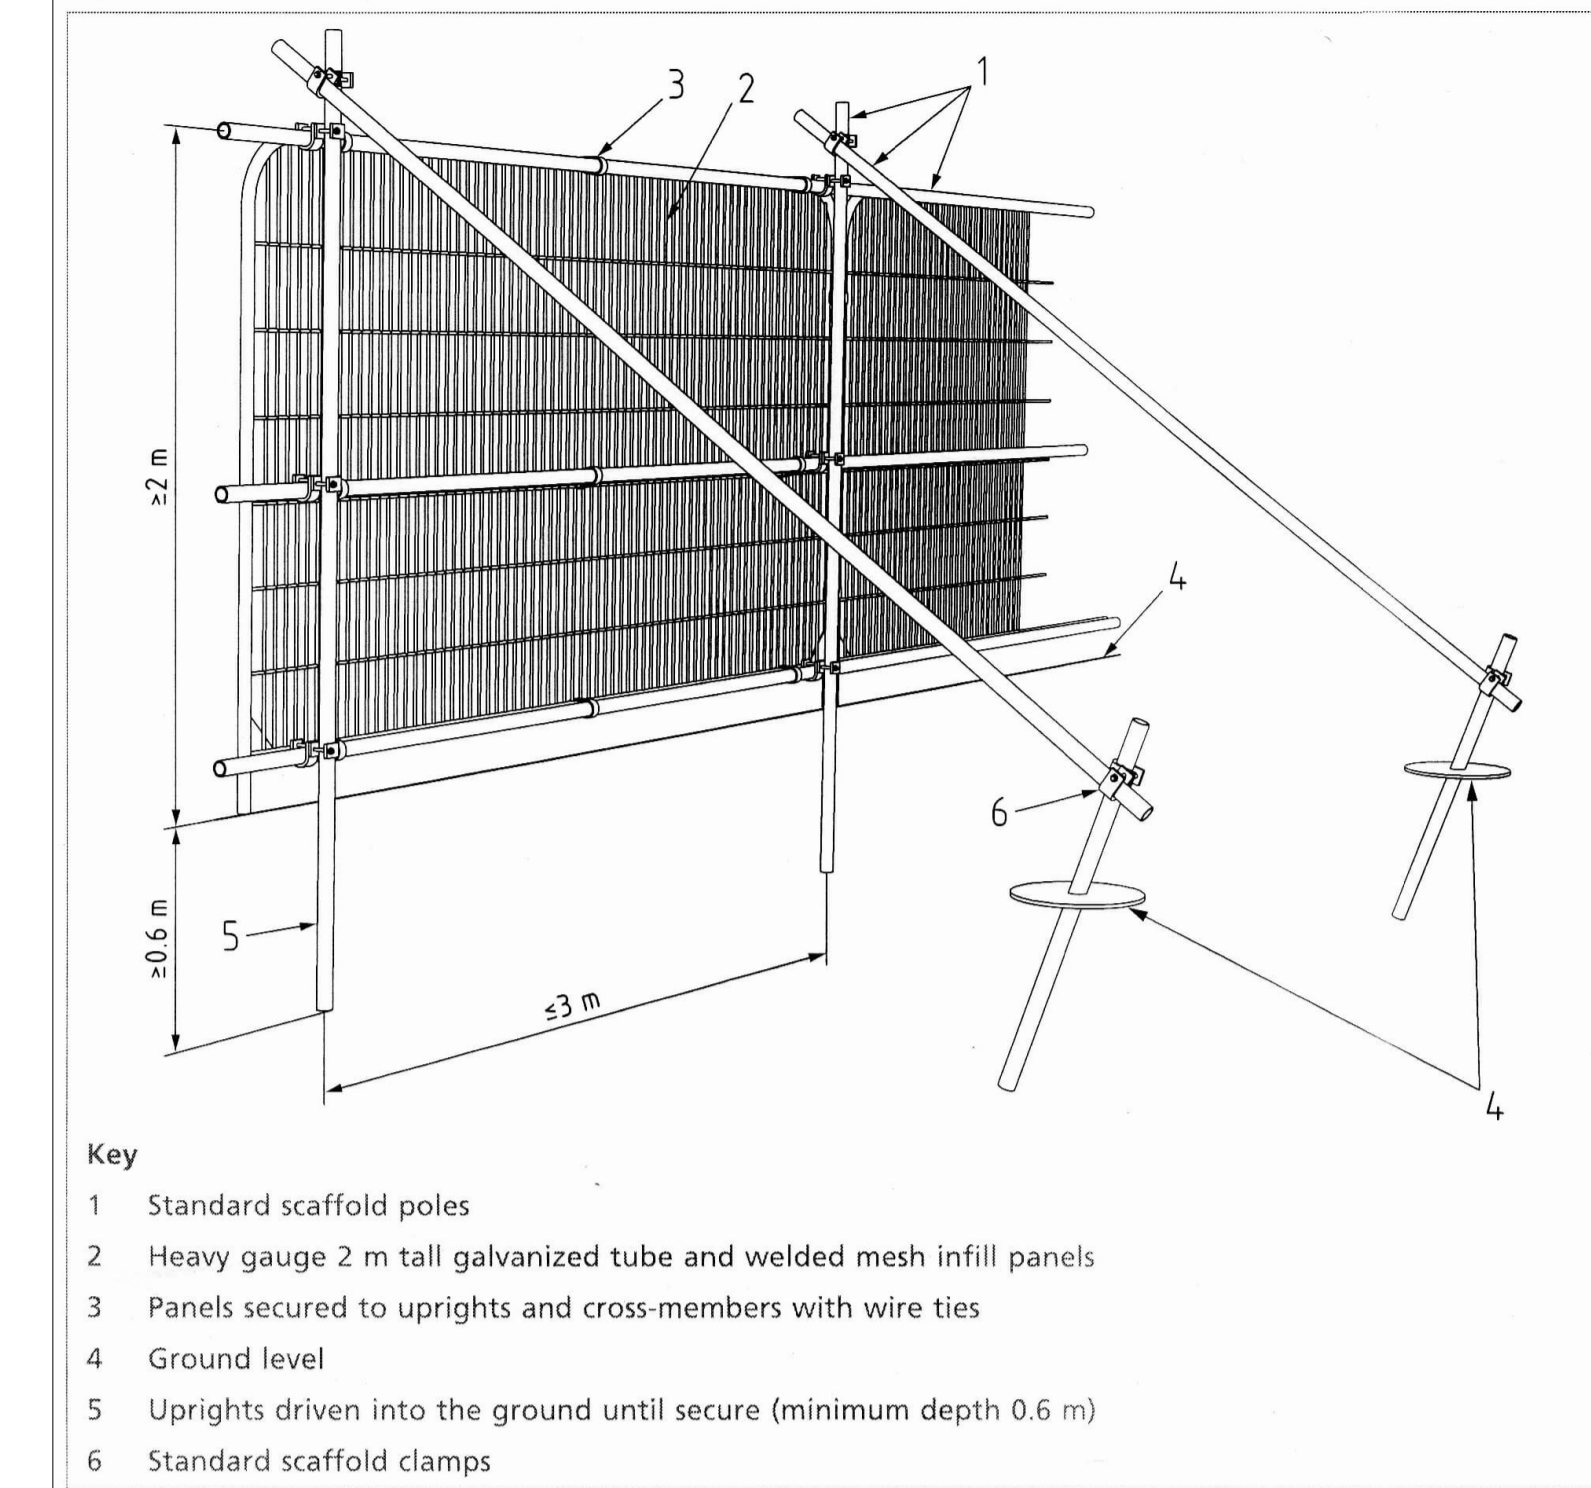 3
2
1
≥2 m
4
6
≥0.6 m
5
≤3 m
4
Key
1 Standard scaffold poles
2 Heavy gauge 2 m tall galvanized tube and welded mesh infill panels
3 Panels secured to uprights and cross-members with wire ties
4 Ground level
5 Uprights driven into the ground until secure (minimum depth 0.6 m)
6 Standard scaffold clamps